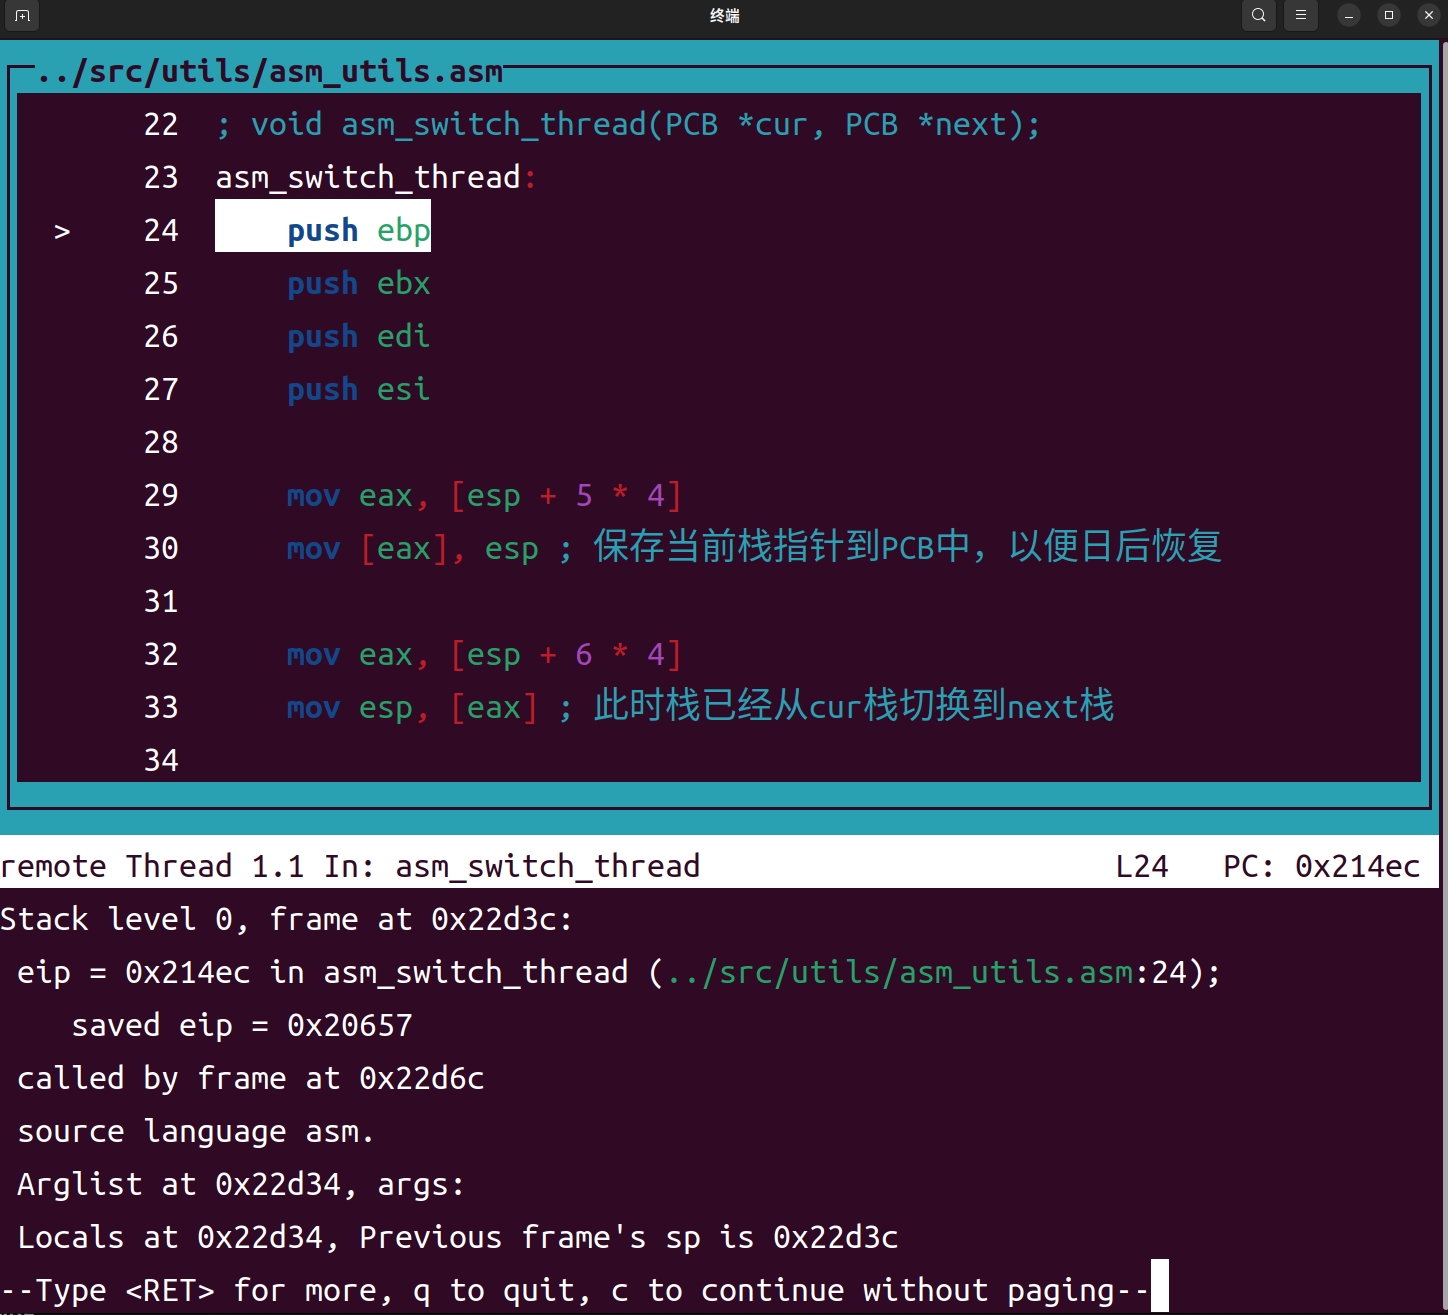 终端
../src/utils/asm_utils.asm
22 ; void asm_switch_thread(PCB *cur, PCB *next);
23 asm_switch_thread:
> 24     push ebp
25     push ebx
26     push edi
27     push esi
28
29     mov eax, [esp + 5 * 4]
30     mov [eax], esp ; 保存当前栈指针到PCB中，以便日后恢复
31
32     mov eax, [esp + 6 * 4]
33     mov esp, [eax] ; 此时栈已经从cur栈切换到next栈
34
remote Thread 1.1 In: asm_switch_thread L24 PC: 0x214ec
Stack level 0, frame at 0x22d3c:
 eip = 0x214ec in asm_switch_thread (../src/utils/asm_utils.asm:24);
    saved eip = 0x20657
 called by frame at 0x22d6c
 source language asm.
 Arglist at 0x22d34, args:
 Locals at 0x22d34, Previous frame's sp is 0x22d3c
--Type <RET> for more, q to quit, c to continue without paging--